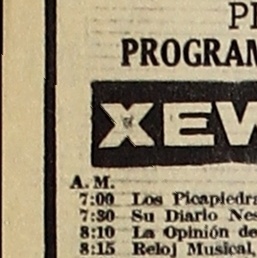 P
PROGRAM
XEW
A. M.
7:00 Los Picapiedra
7:30 Su Diario Nes
8:10 La Opinión de
8:15 Reloj Musical,